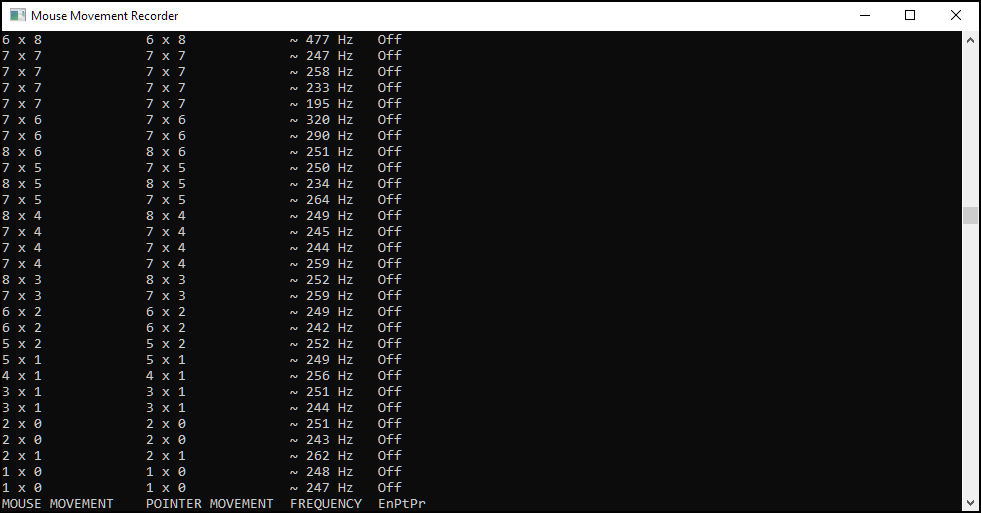 Mouse Movement Recorder
6 x 8 6 x 8 ~ 477 Hz Off
7 x 7 7 x 7 ~ 247 Hz Off
7 x 7 7 x 7 ~ 258 Hz Off
7 x 7 7 x 7 ~ 233 Hz Off
7 x 7 7 x 7 ~ 195 Hz Off
7 x 6 7 x 6 ~ 320 Hz Off
7 x 6 7 x 6 ~ 290 Hz Off
8 x 6 8 x 6 ~ 251 Hz Off
7 x 5 7 x 5 ~ 250 Hz Off
8 x 5 8 x 5 ~ 234 Hz Off
7 x 5 7 x 5 ~ 264 Hz Off
8 x 4 8 x 4 ~ 249 Hz Off
7 x 4 7 x 4 ~ 245 Hz Off
7 x 4 7 x 4 ~ 244 Hz Off
7 x 4 7 x 4 ~ 259 Hz Off
8 x 3 8 x 3 ~ 252 Hz Off
7 x 3 7 x 3 ~ 259 Hz Off
6 x 2 6 x 2 ~ 249 Hz Off
6 x 2 6 x 2 ~ 242 Hz Off
5 x 2 5 x 2 ~ 252 Hz Off
5 x 1 5 x 1 ~ 249 Hz Off
4 x 1 4 x 1 ~ 256 Hz Off
3 x 1 3 x 1 ~ 251 Hz Off
3 x 1 3 x 1 ~ 244 Hz Off
2 x 0 2 x 0 ~ 251 Hz Off
2 x 0 2 x 0 ~ 243 Hz Off
2 x 1 2 x 1 ~ 262 Hz Off
1 x 0 1 x 0 ~ 248 Hz Off
1 x 0 1 x 0 ~ 247 Hz Off
MOUSE MOVEMENT POINTER MOVEMENT FREQUENCY EnPtPr